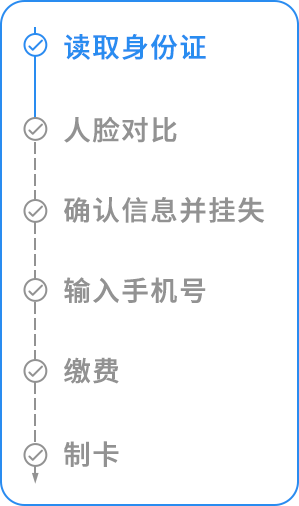 读取身份证
人脸对比
确认信息并挂失
输入手机号
缴费
制卡